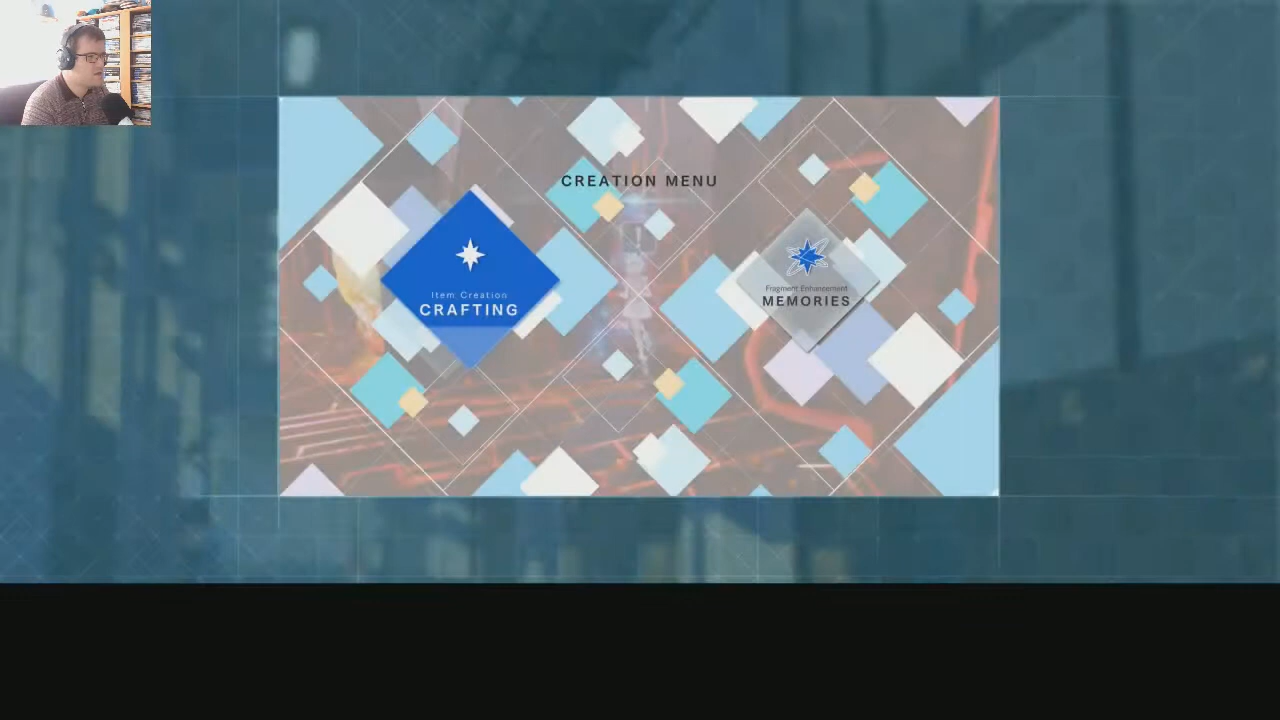 CREATION MENU
Item Creation
CRAFTING
Fragment Enhancement
MEMORIES